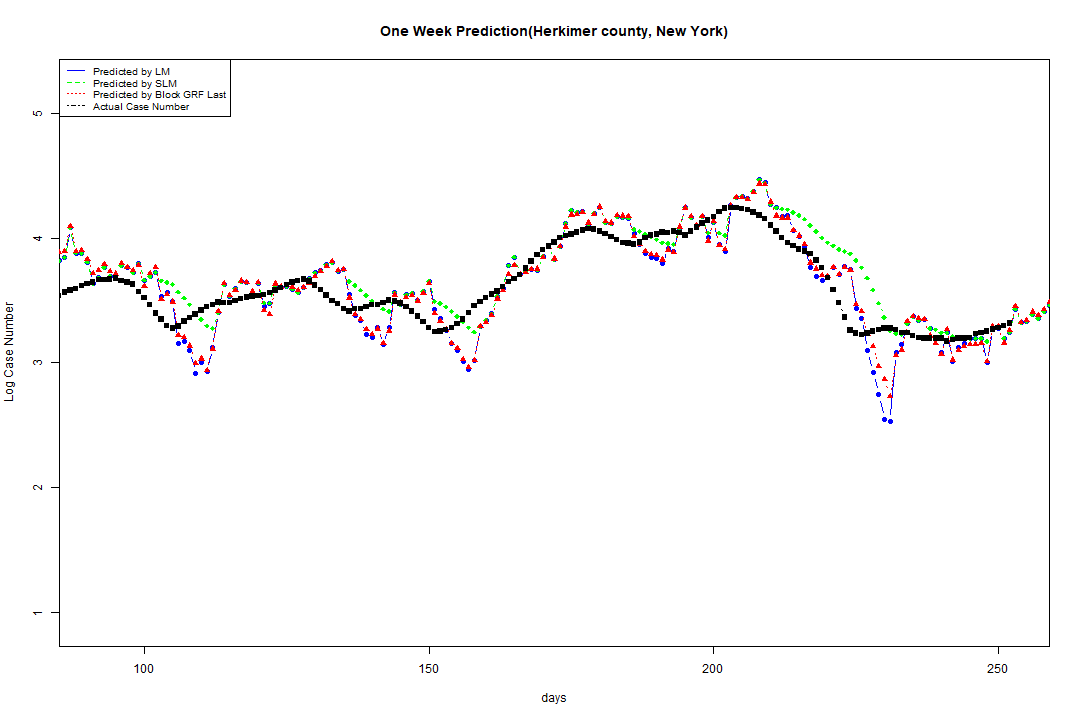 One Week Prediction(Herkimer county, New York)
Predicted by LM
Predicted by SLM
Predicted by Block GRF Last
Actual Case Number
5
4
3
2
1
Log Case Number
100 150 200 250
days